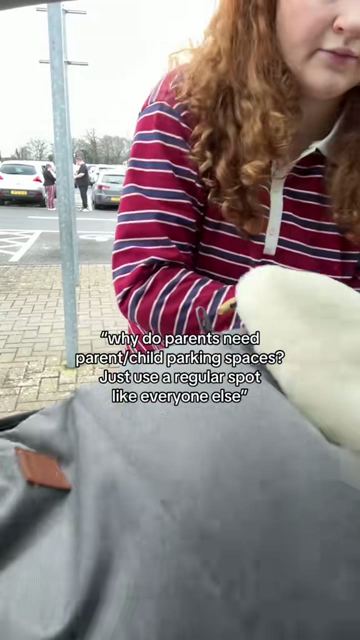 “why do parents need
parent/child parking spaces?
Just use a regular spot
like everyone else”